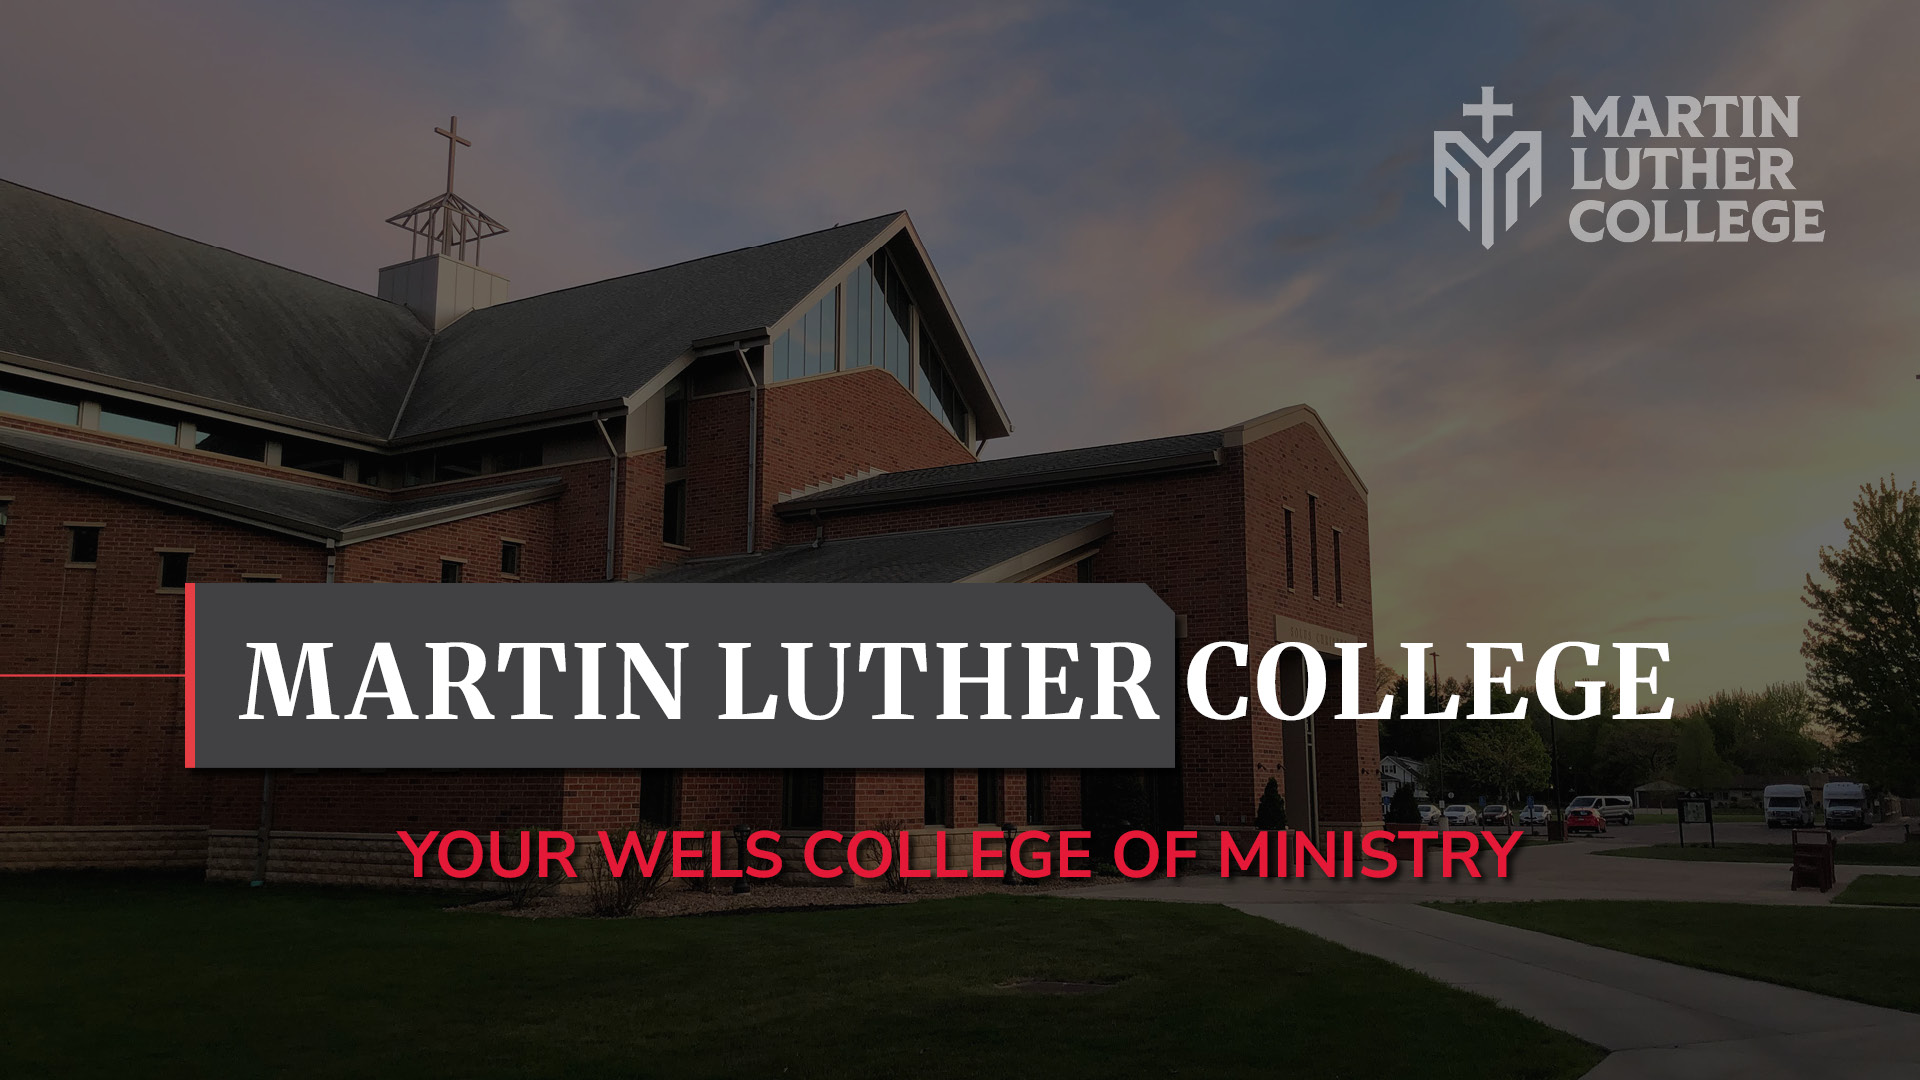 MARTIN
LUTHER
COLLEGE
MARTIN LUTHER COLLEGE
YOUR WELS COLLEGE OF MINISTRY